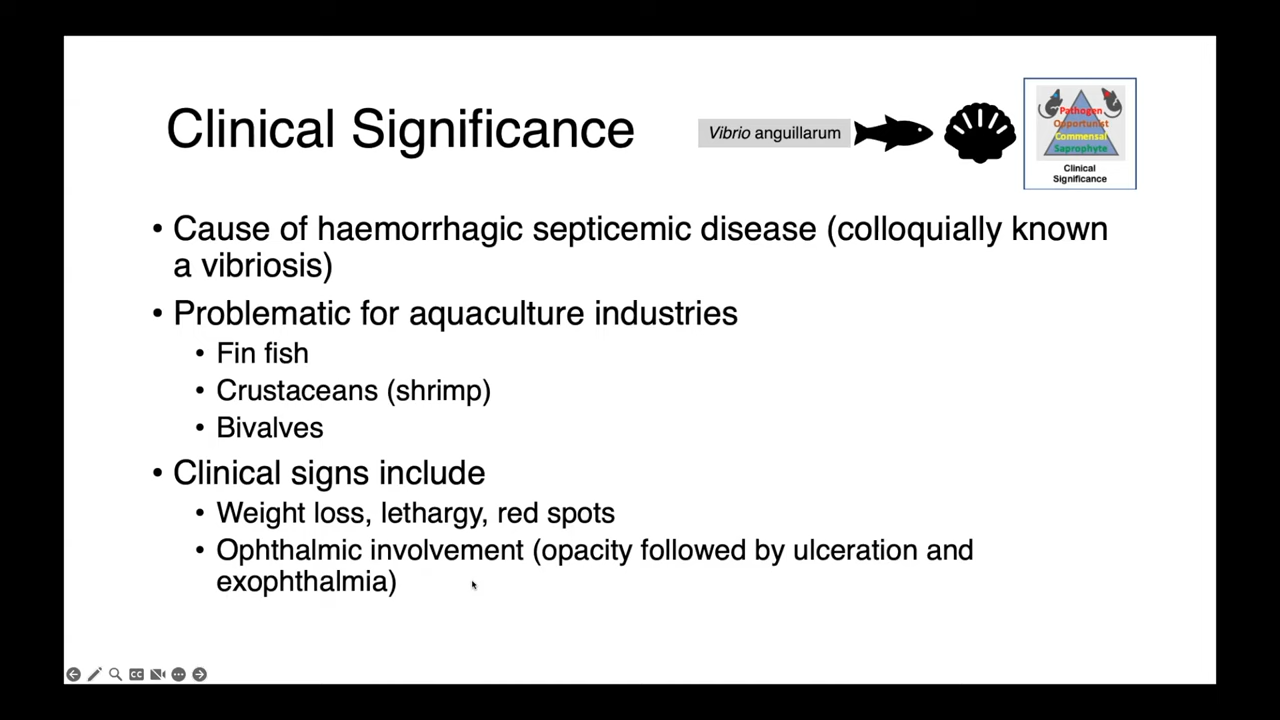 Clinical Significance
Vibrio anguillarum
Pathogen
Opportunist
Commensal
Saprophyte
Clinical
Significance
• Cause of haemorrhagic septicemic disease (colloquially known
a vibriosis)
• Problematic for aquaculture industries
• Fin fish
• Crustaceans (shrimp)
• Bivalves
• Clinical signs include
• Weight loss, lethargy, red spots
• Ophthalmic involvement (opacity followed by ulceration and
exophthalmia)
CC